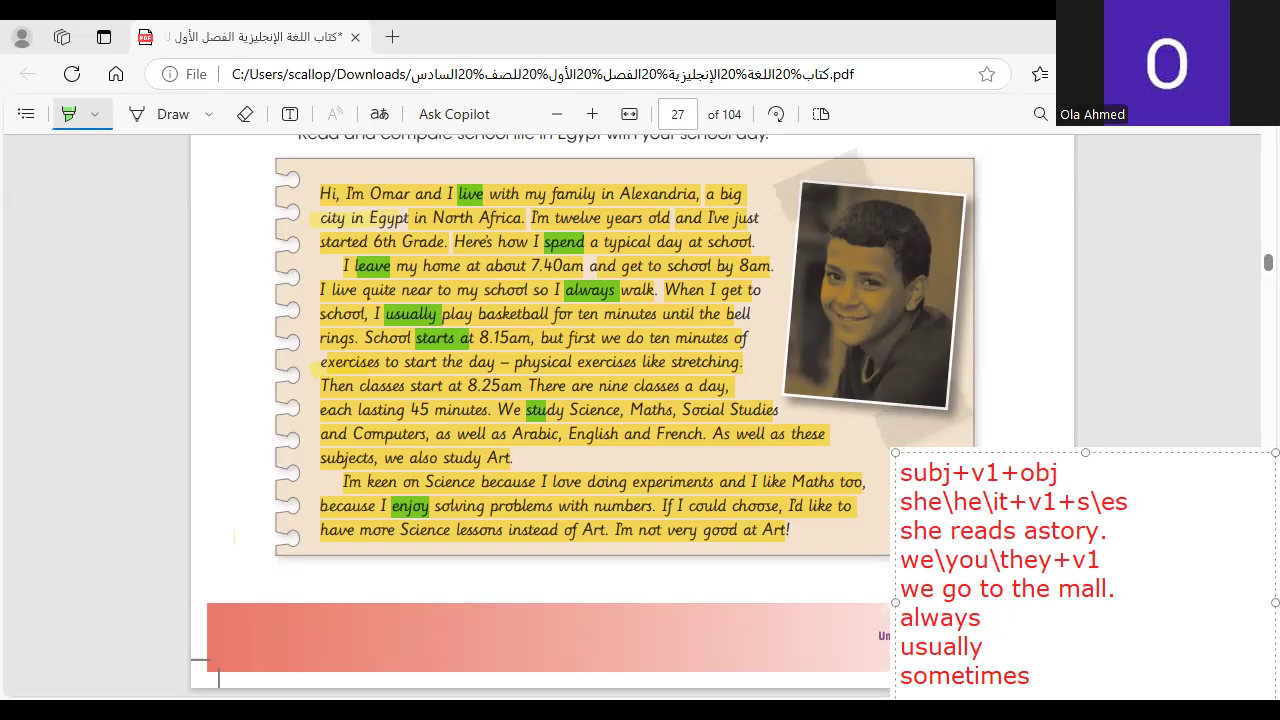 *كتاب اللغة الإنجليزية الفصل الأول
File
C:/Users/scallop/Downloads/كتاب%20اللغة%20الإنجليزية%20الفصل%20الأول%20للصف%20السادس.pdf
Draw
Ask Copilot
27 of 104
Ola Ahmed
O
Read and compare school life in Egypt with your school day.
Hi, I'm Omar and I live with my family in Alexandria, a big
city in Egypt in North Africa. I'm twelve years old and I've just
started 6th Grade. Here's how I spend a typical day at school.
I leave my home at about 7.40am and get to school by 8am.
I live quite near to my school so I always walk. When I get to
school, I usually play basketball for ten minutes until the bell
rings. School starts at 8.15am, but first we do ten minutes of
exercises to start the day – physical exercises like stretching.
Then classes start at 8.25am There are nine classes a day,
each lasting 45 minutes. We study Science, Maths, Social Studies
and Computers, as well as Arabic, English and French. As well as these
subjects, we also study Art.
I'm keen on Science because I love doing experiments and I like Maths too,
because I enjoy solving problems with numbers. If I could choose, I'd like to
have more Science lessons instead of Art. I'm not very good at Art!
subj+v1+obj
she\he\it+v1+s\es
she reads astory.
we\you\they+v1
we go to the mall.
always
usually
sometimes